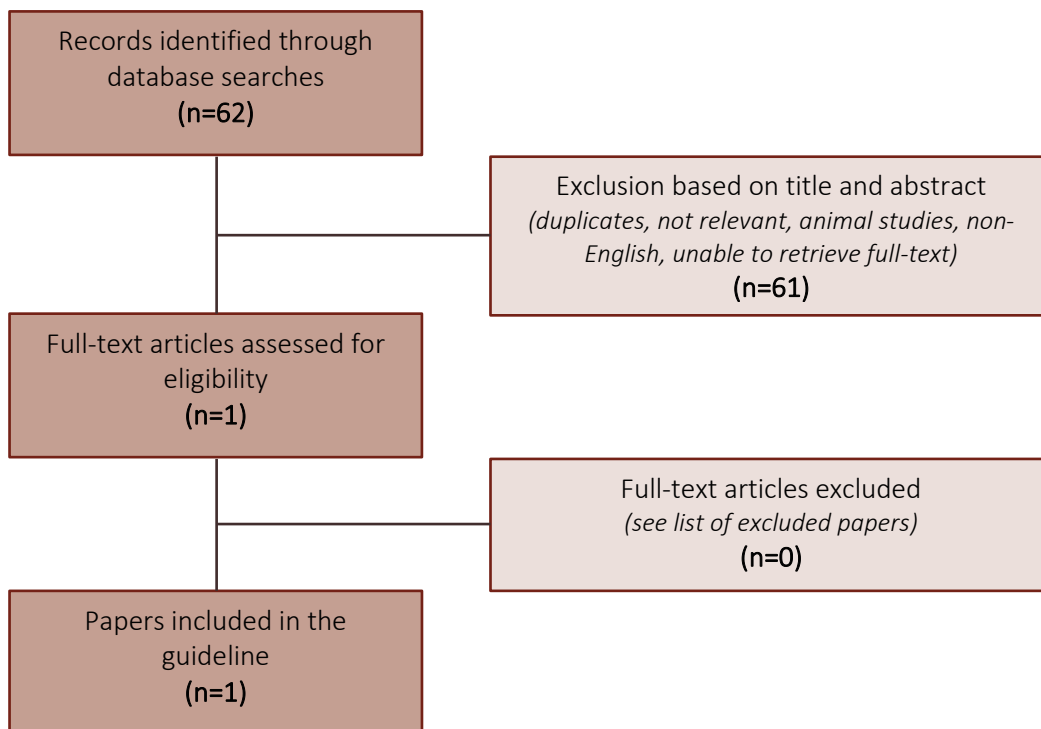 Records identified through
database searches
(n=62)
Exclusion based on title and abstract
(duplicates, not relevant, animal studies, non-
English, unable to retrieve full-text)
(n=61)
Full-text articles assessed for
eligibility
(n=1)
Full-text articles excluded
(see list of excluded papers)
(n=0)
Papers included in the
guideline
(n=1)